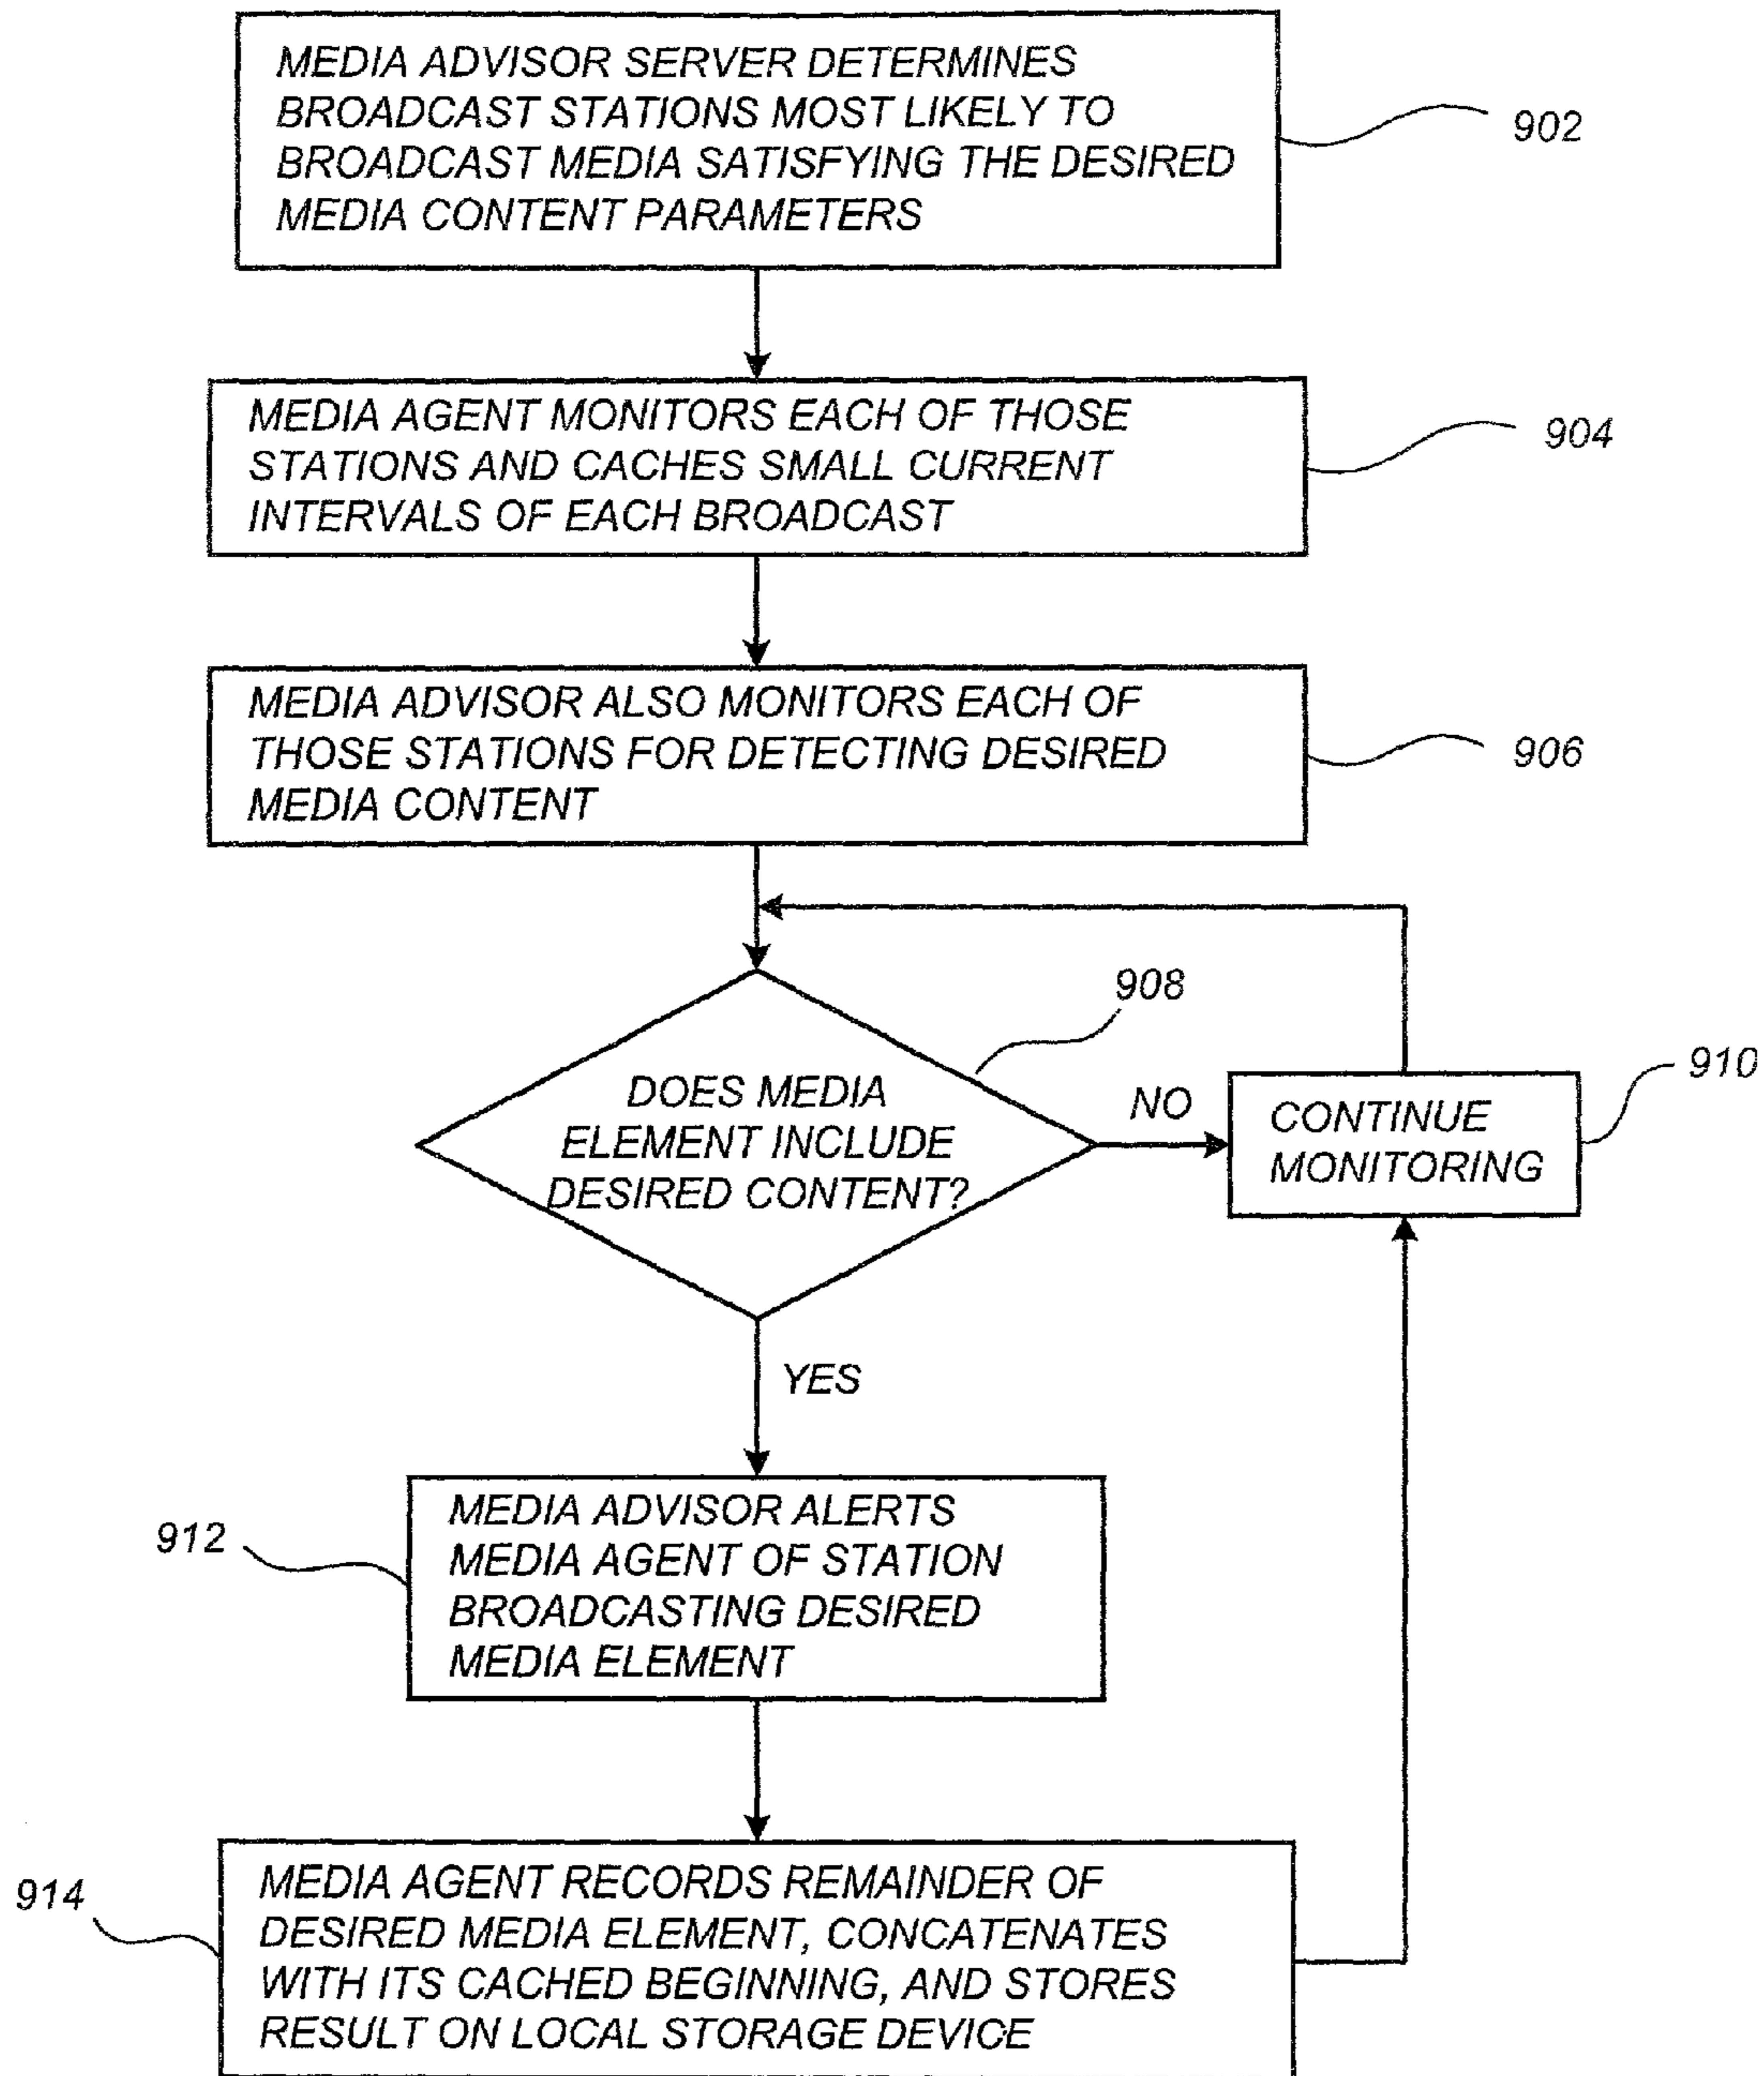 MEDIA ADVISOR SERVER DETERMINES
BROADCAST STATIONS MOST LIKELY TO
BROADCAST MEDIA SATISFYING THE DESIRED
MEDIA CONTENT PARAMETERS
902
MEDIA AGENT MONITORS EACH OF THOSE
STATIONS AND CACHES SMALL CURRENT
INTERVALS OF EACH BROADCAST
904
MEDIA ADVISOR ALSO MONITORS EACH OF
THOSE STATIONS FOR DETECTING DESIRED
MEDIA CONTENT
906
908
DOES MEDIA
ELEMENT INCLUDE
DESIRED CONTENT?
NO
CONTINUE
MONITORING
910
YES
912
MEDIA ADVISOR ALERTS
MEDIA AGENT OF STATION
BROADCASTING DESIRED
MEDIA ELEMENT
914
MEDIA AGENT RECORDS REMAINDER OF
DESIRED MEDIA ELEMENT, CONCATENATES
WITH ITS CACHED BEGINNING, AND STORES
RESULT ON LOCAL STORAGE DEVICE